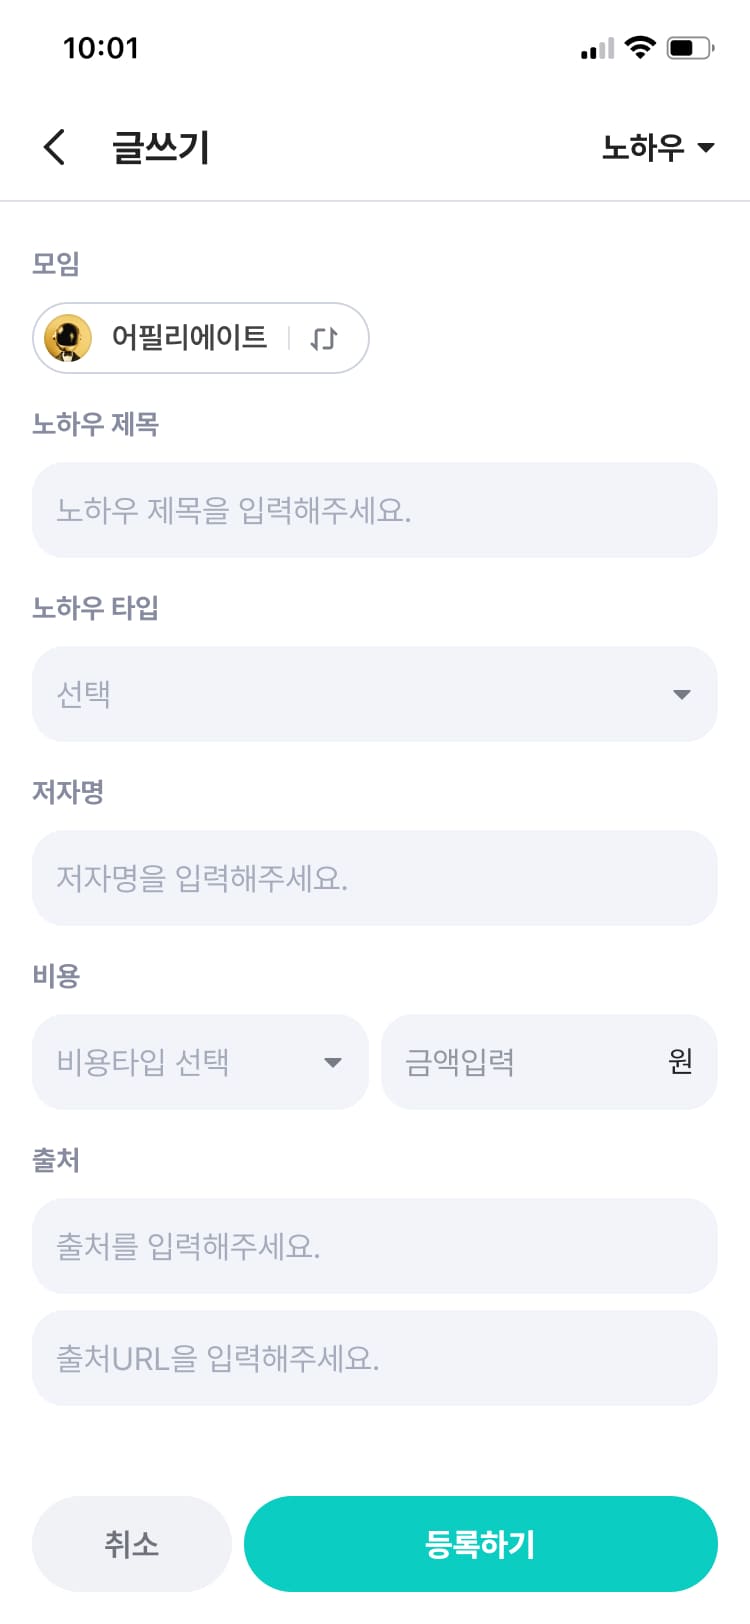 10:01
글쓰기
노하우
모임
어필리에이트
노하우 제목
노하우 제목을 입력해주세요.
노하우 타입
선택
저자명
저자명을 입력해주세요.
비용
비용타입 선택
금액입력 원
출처
출처를 입력해주세요.
출처URL을 입력해주세요.
취소
등록하기